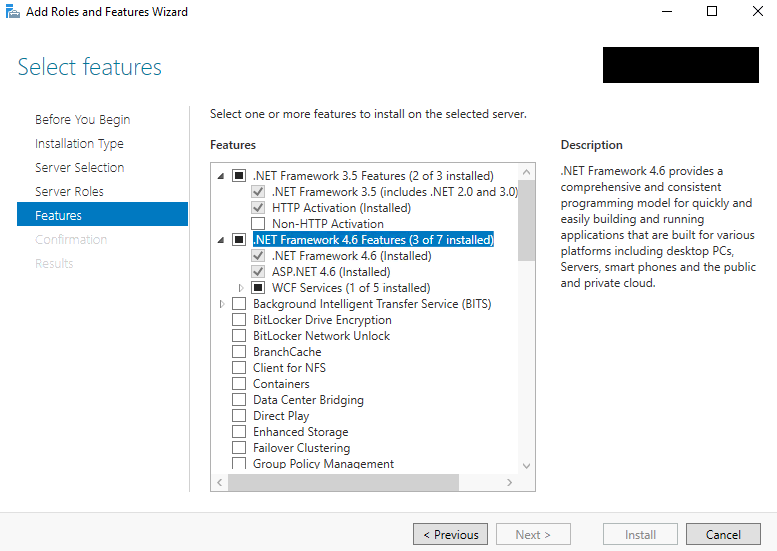 Add Roles and Features Wizard
Select features
Before You Begin
Installation Type
Server Selection
Server Roles
Features
Confirmation
Results
Select one or more features to install on the selected server.
Features
.NET Framework 3.5 Features (2 of 3 installed)
.NET Framework 3.5 (includes .NET 2.0 and 3.0)
HTTP Activation (Installed)
Non-HTTP Activation
.NET Framework 4.6 Features (3 of 7 installed)
.NET Framework 4.6 (Installed)
ASP.NET 4.6 (Installed)
WCF Services (1 of 5 installed)
Background Intelligent Transfer Service (BITS)
BitLocker Drive Encryption
BitLocker Network Unlock
BranchCache
Client for NFS
Containers
Data Center Bridging
Direct Play
Enhanced Storage
Failover Clustering
Group Policy Management
Description
.NET Framework 4.6 provides a
comprehensive and consistent
programming model for quickly and
easily building and running
applications that are built for various
platforms including desktop PCs,
Servers, smart phones and the public
and private cloud.
< Previous
Next >
Install
Cancel